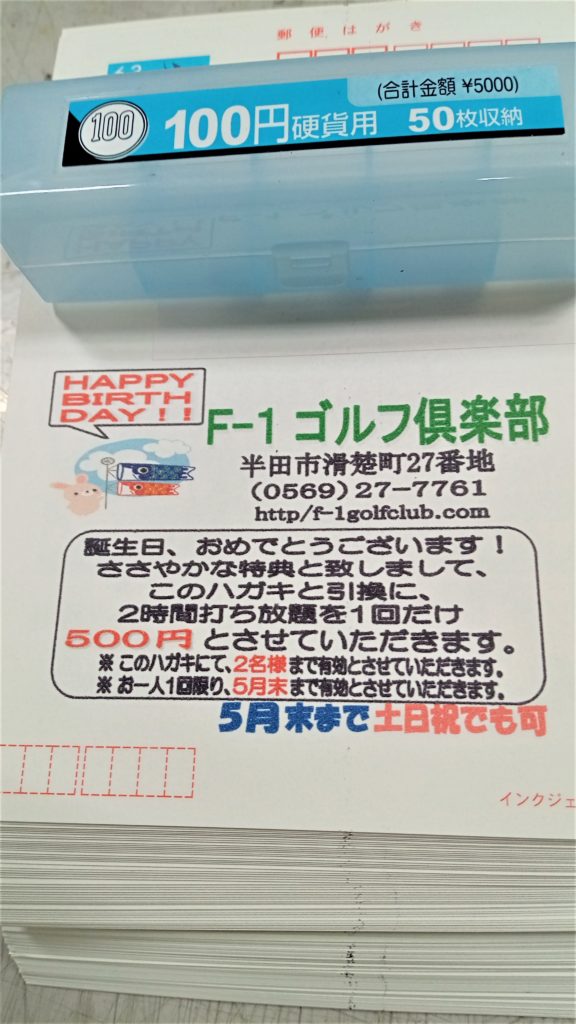 郵便はがき
(合計金額 ¥5000)
100
100円硬貨用 50枚収納
HAPPY
BIRTH
DAY!!
F-1 ゴルフ倶楽部
半田市滑楚町27番地
(0569)27-7761
http/f-1golfclub.com
誕生日、おめでとうございます!
ささやかな特典と致しまして、
このハガキと引換に、
2時間打ち放題を1回だけ
500円とさせていただきます。
※このハガキにて、2名様まで有効とさせていただきます。
※お一人1回限り、5月末まで有効とさせていただきます。
5月末まで土日祝でも可
インクジェ